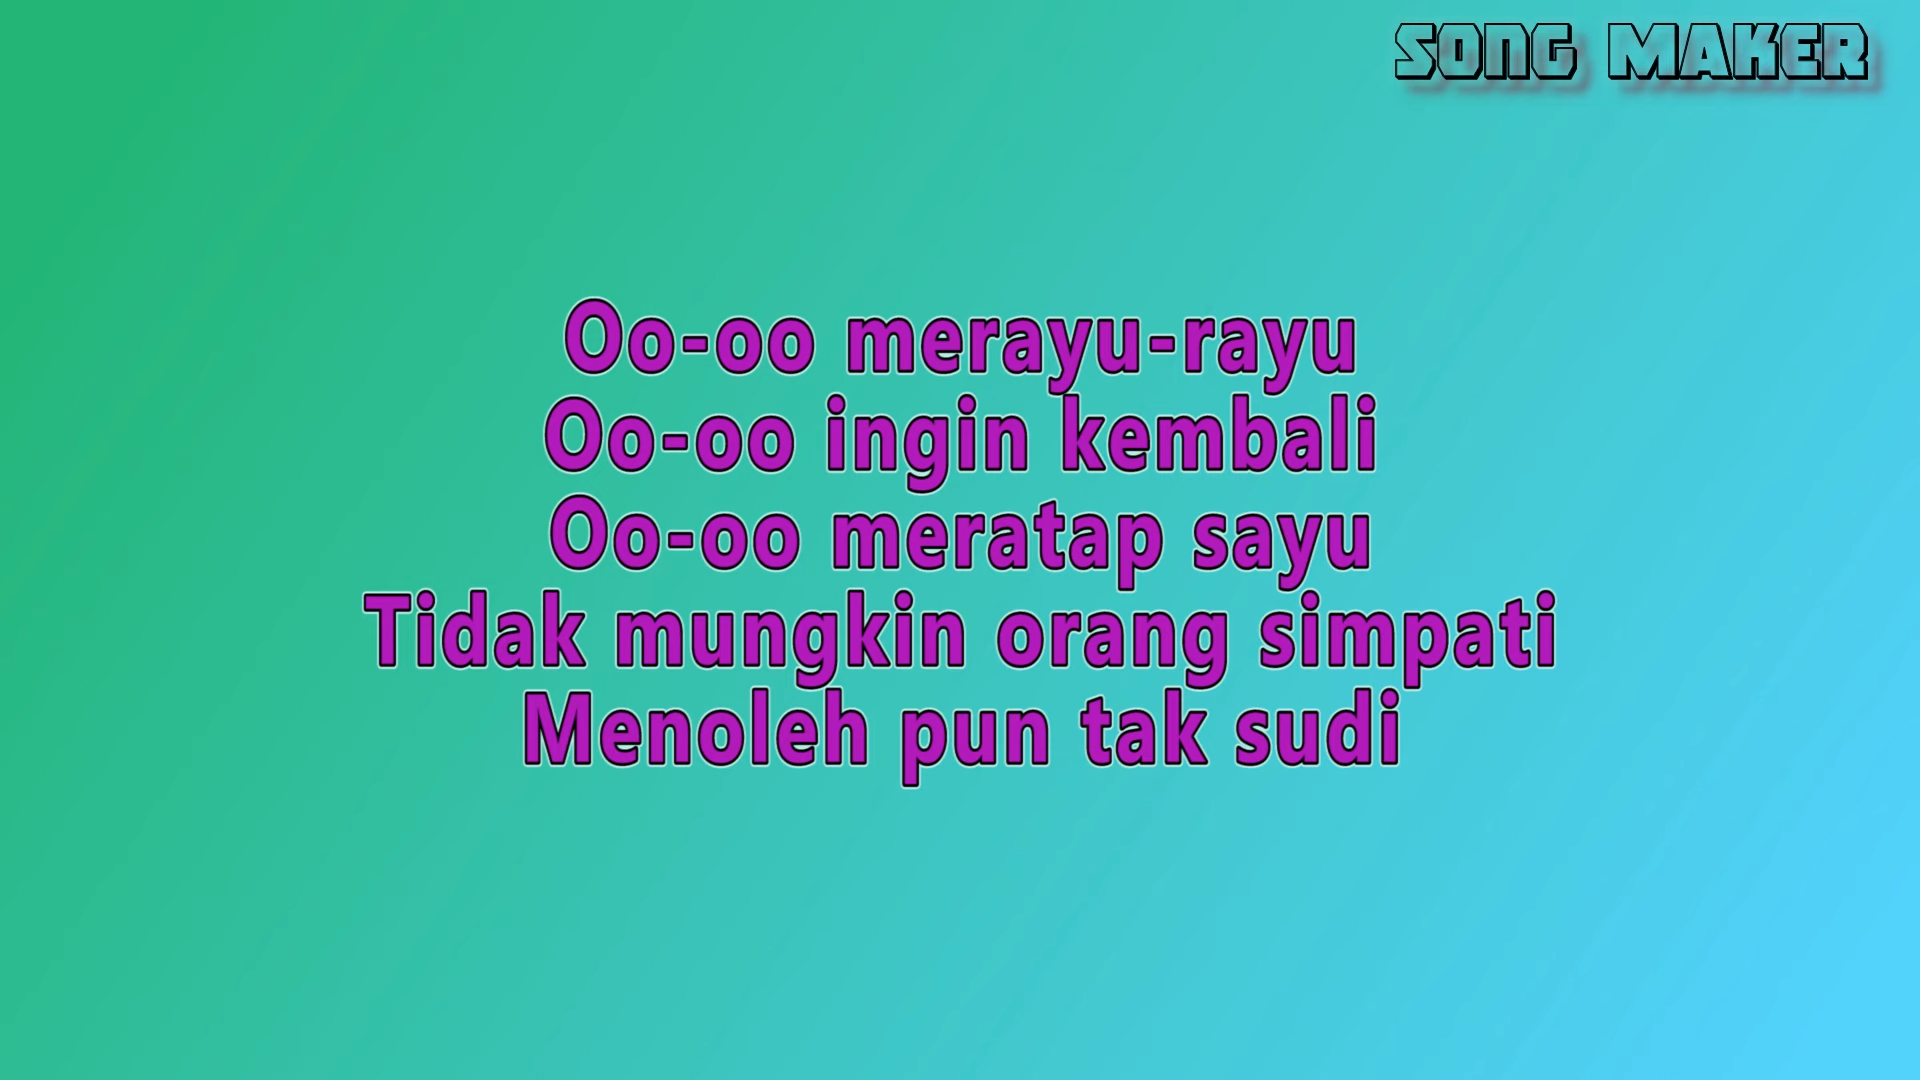 SONG MAKER
Oo-oo merayu-rayu
Oo-oo ingin kembali
Oo-oo meratap sayu
Tidak mungkin orang simpati
Menoleh pun tak sudi